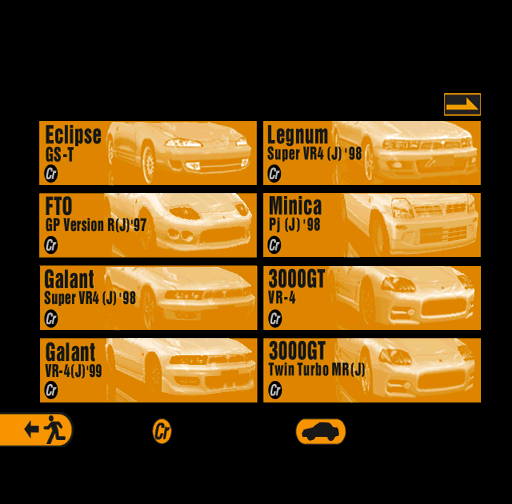 Eclipse
GS-T
Cr
Legnum
Super VR4 (J) '98
Cr
FTO
GP Version R(J)'97
Cr
Minica
Pj (J) '98
Cr
Galant
Super VR4 (J) '98
Cr
3000GT
VR-4
Cr
Galant
VR-4(J)'99
Cr
3000GT
Twin Turbo MR(J)
Cr
Cr